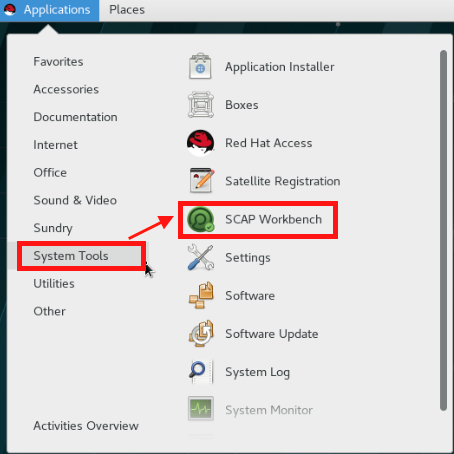 Applications Places
Favorites
Accessories
Documentation
Internet
Office
Sound & Video
Sundry
System Tools
Utilities
Other
Activities Overview
Application Installer
Boxes
Red Hat Access
Satellite Registration
SCAP Workbench
Settings
Software
Software Update
System Log
System Monitor